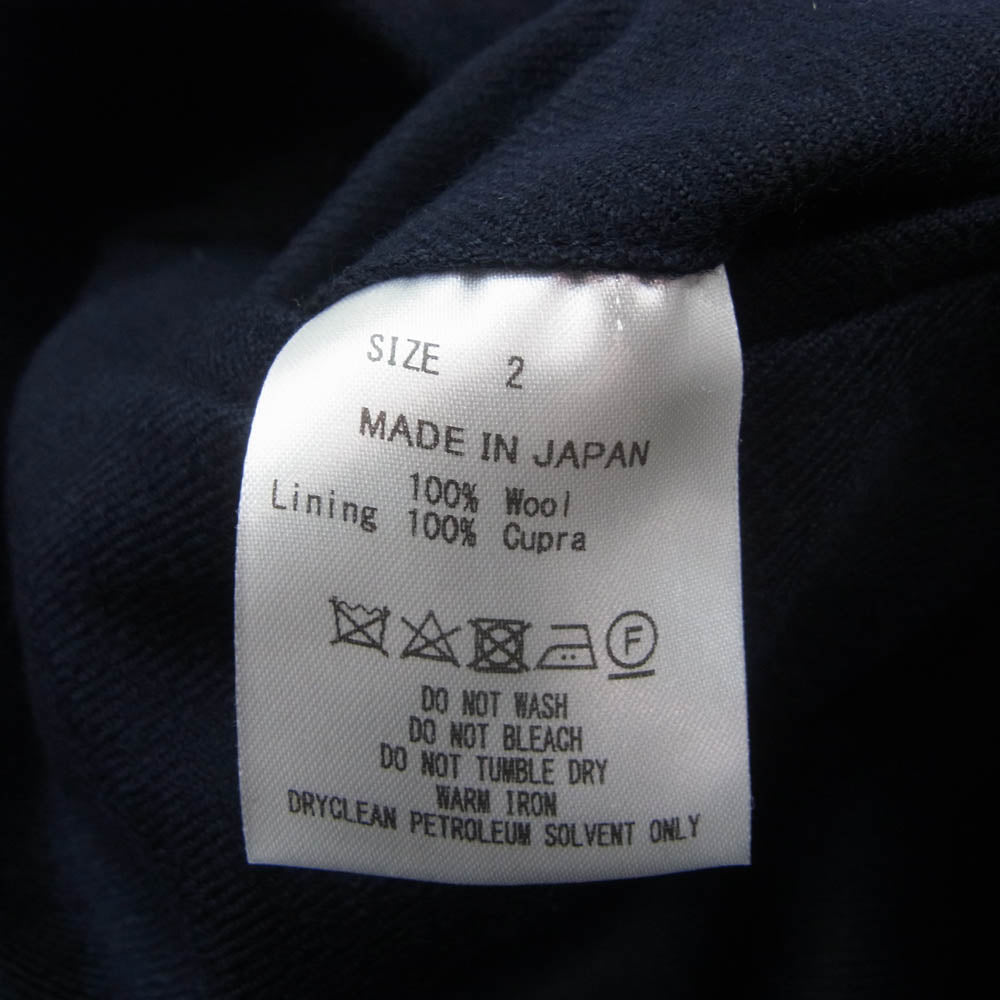 SIZE 2
MADE IN JAPAN
100% Wool
Lining 100% Cupra
F
DO NOT WASH
DO NOT BLEACH
DO NOT TUMBLE DRY
WARM IRON
DRYCLEAN PETROLEUM SOLVENT ONLY